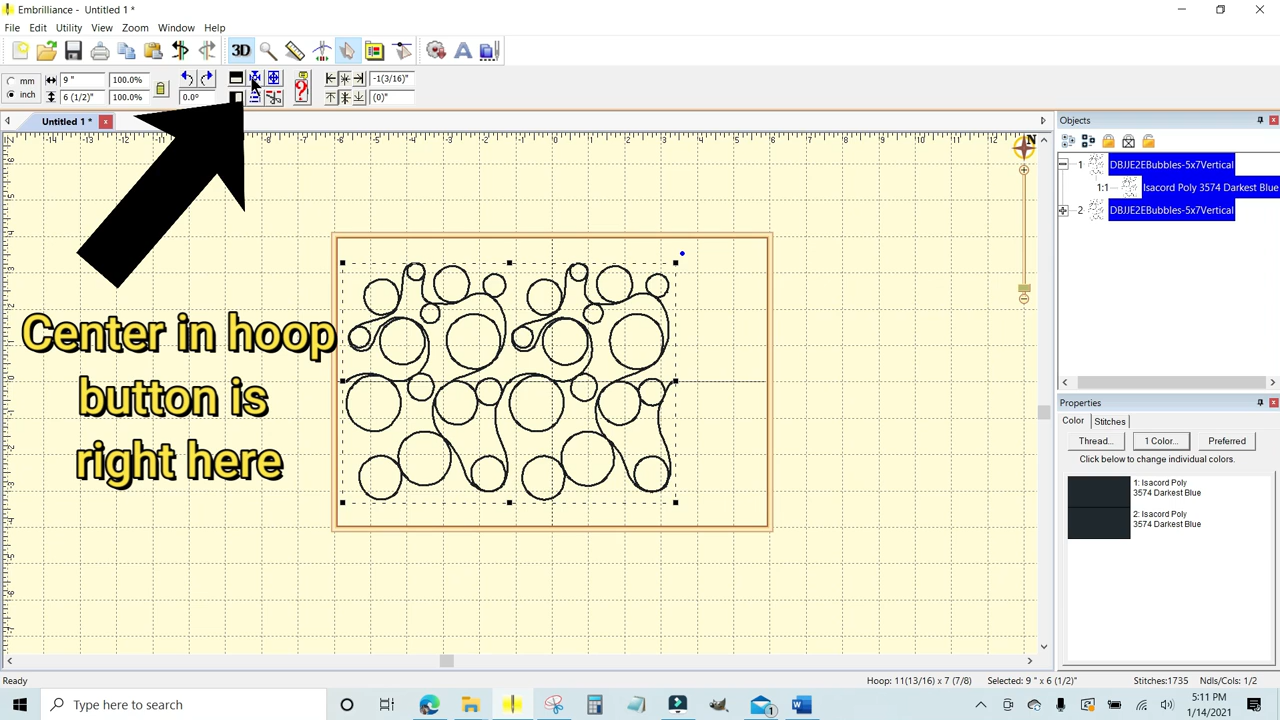 Embrilliance - Untitled 1 *
File Edit Utility View Zoom Window Help
3D
mm
inch
9 "
100.0%
6 (1/2)"
100.0%
0.0º
-1(3/16)"
(0)"
Untitled 1 *
Objects
1 DBJJE2EBubbles-5x7Vertical
1:1 Isacord Poly 3574 Darkest Blue
2 DBJJE2EBubbles-5x7Vertical
N
Center in hoop
button is
right here
Properties
Color Stitches
Thread... 1 Color... Preferred
Click below to change individual colors.
1: Isacord Poly
3574 Darkest Blue
2: Isacord Poly
3574 Darkest Blue
Ready
Hoop: 11(13/16) x 7 (7/8) Selected: 9 " x 6 (1/2)" Stitches:1735 Ndls/Cols: 1/2
Type here to search
5:11 PM
1/14/2021